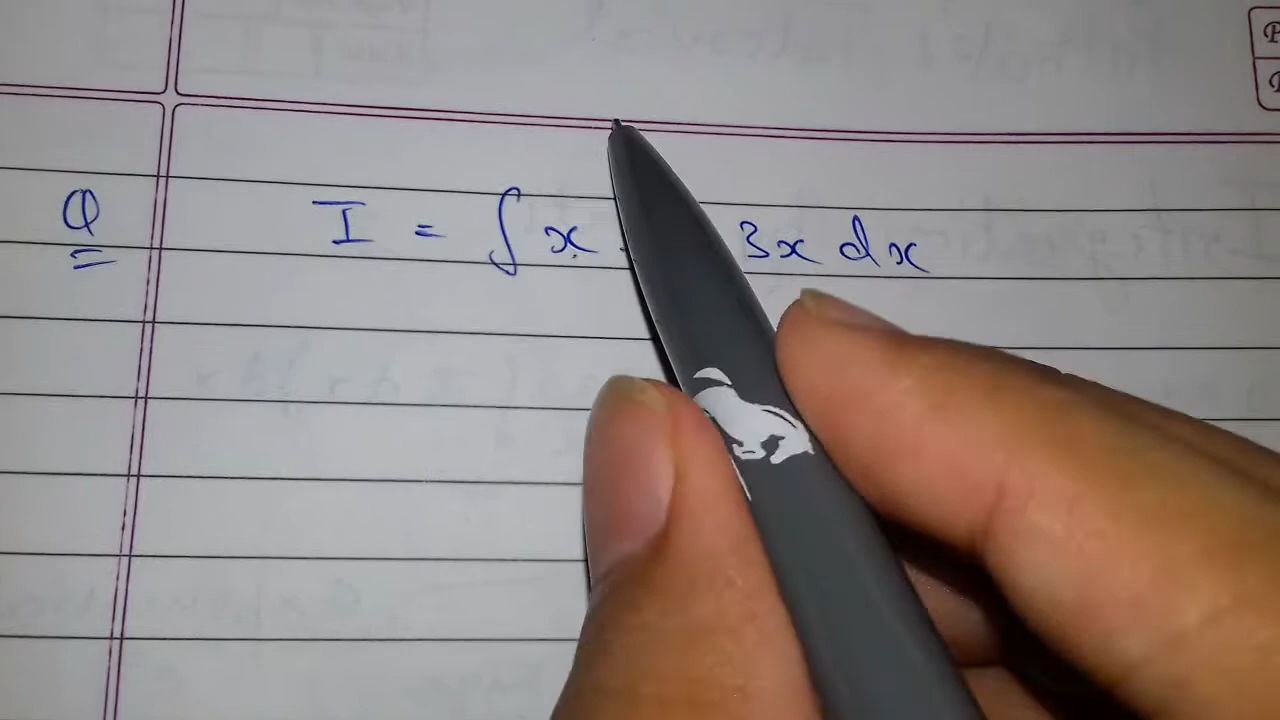 Q I = ∫ x . 3x dx